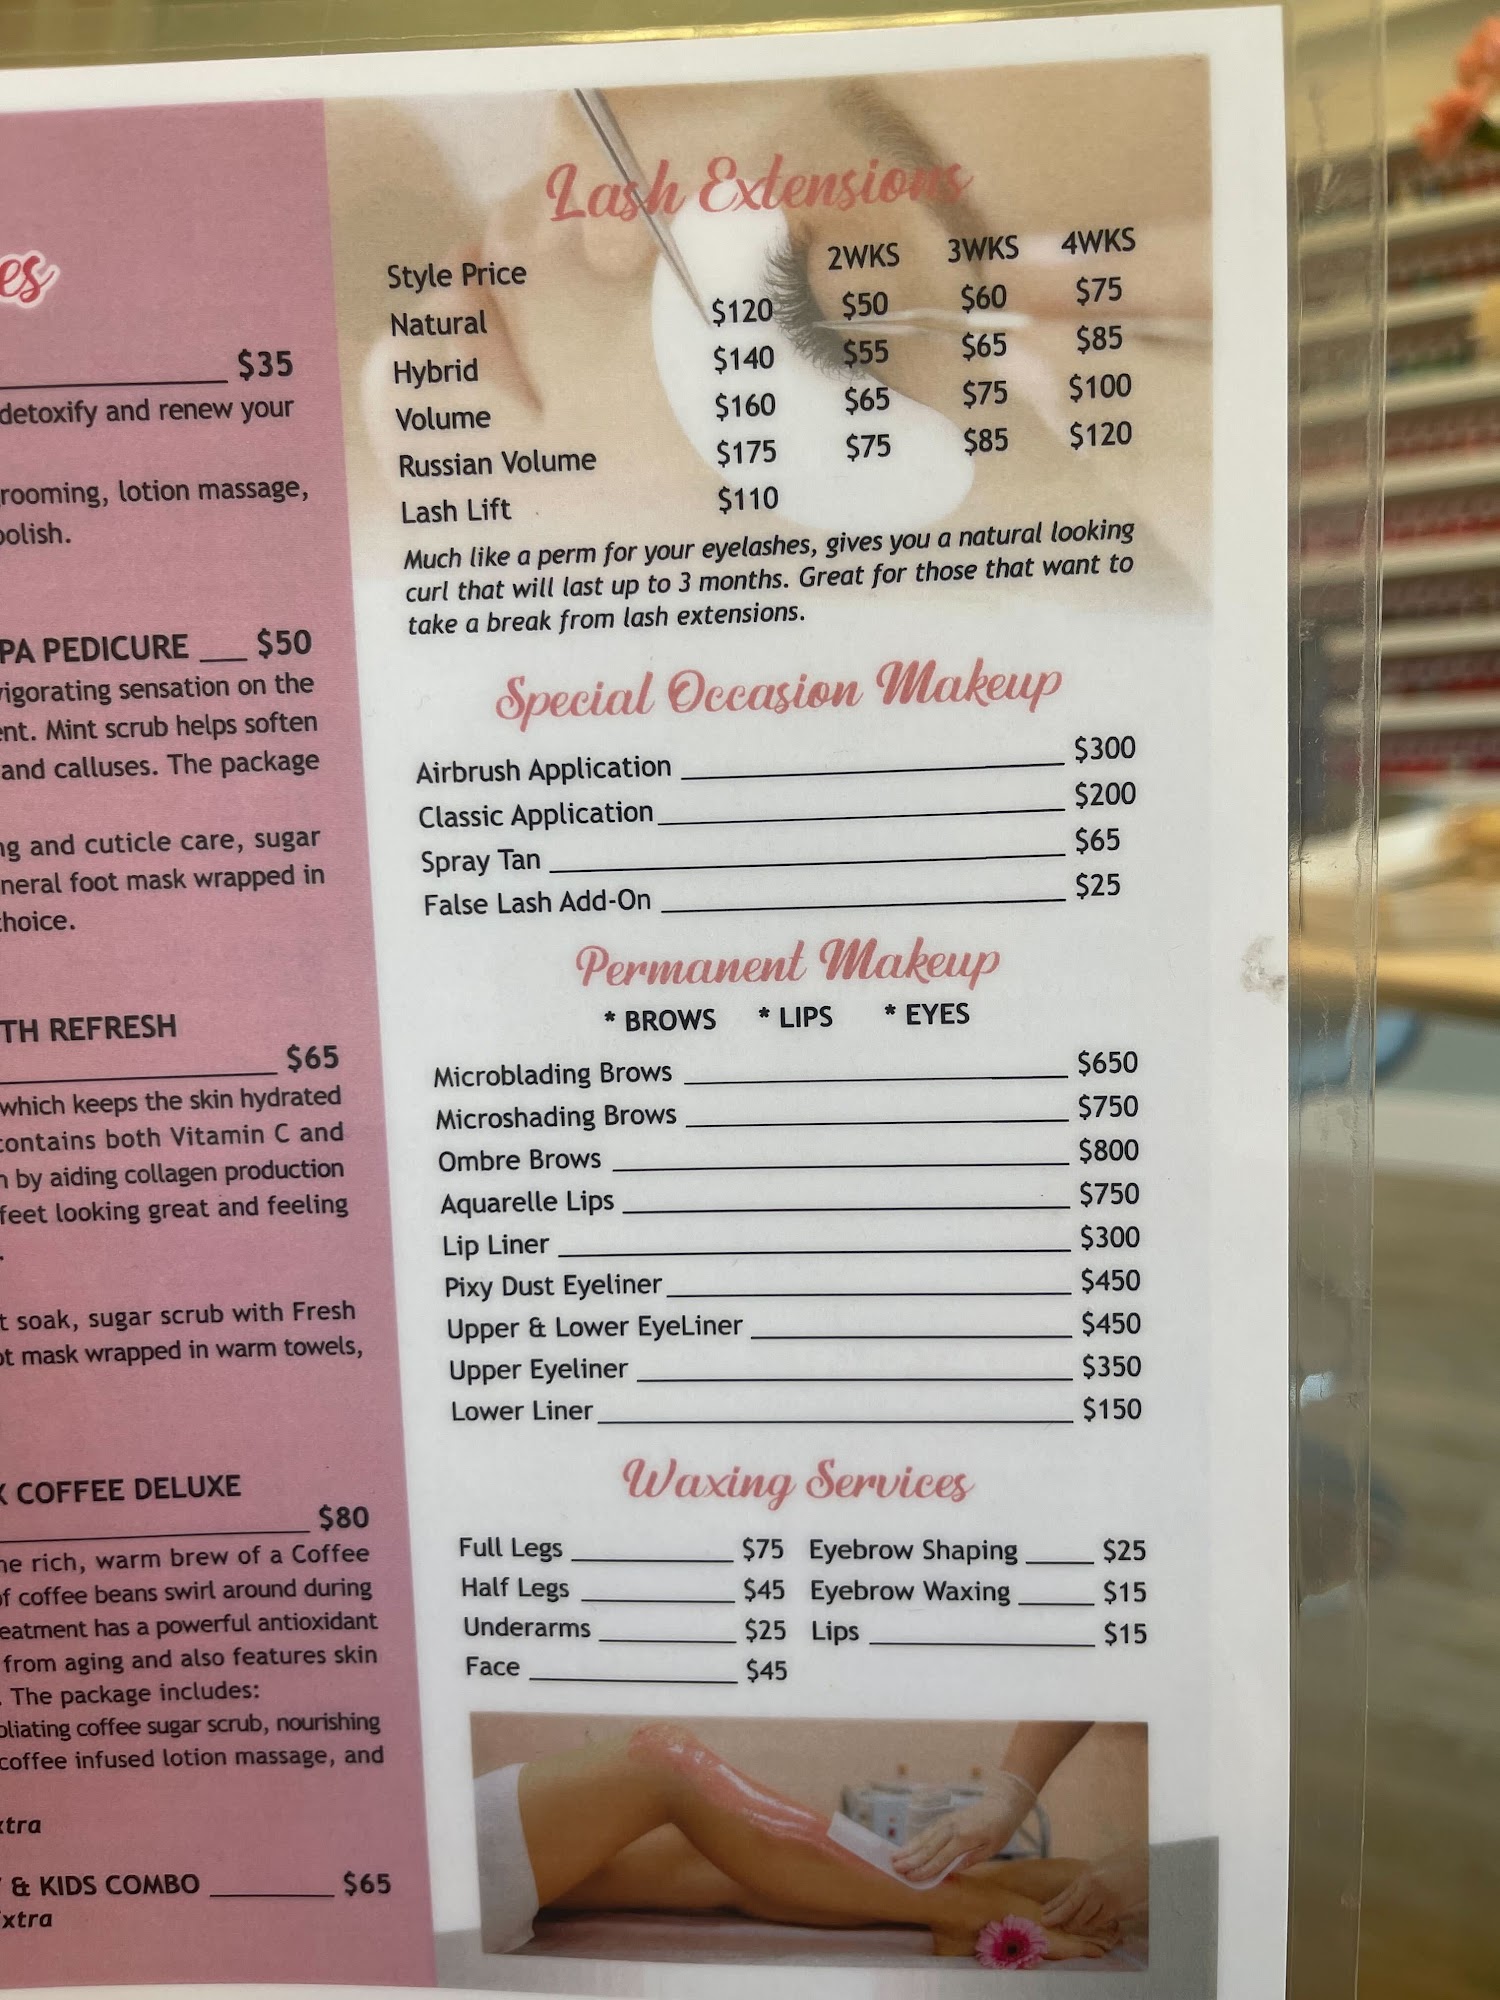 es
$35
detoxify and renew your
rooming, lotion massage,
polish.
PA PEDICURE $50
vigorating sensation on the
ent. Mint scrub helps soften
and calluses. The package
ng and cuticle care, sugar
neral foot mask wrapped in
choice.
TH REFRESH
$65
which keeps the skin hydrated
contains both Vitamin C and
n by aiding collagen production
feet looking great and feeling
.
t soak, sugar scrub with Fresh
ot mask wrapped in warm towels,
K COFFEE DELUXE
$80
he rich, warm brew of a Coffee
of coffee beans swirl around during
eatment has a powerful antioxidant
from aging and also features skin
. The package includes:
oliating coffee sugar scrub, nourishing
coffee infused lotion massage, and
xtra
& KIDS COMBO $65
Extra
Lash Extensions
Style Price 2WKS 3WKS 4WKS
Natural $120 $50 $60 $75
Hybrid $140 $55 $65 $85
Volume $160 $65 $75 $100
Russian Volume $175 $75 $85 $120
Lash Lift $110
Much like a perm for your eyelashes, gives you a natural looking
curl that will last up to 3 months. Great for those that want to
take a break from lash extensions.
Special Occasion Makeup
Airbrush Application $300
Classic Application $200
Spray Tan $65
False Lash Add-On $25
Permanent Makeup
* BROWS * LIPS * EYES
Microblading Brows $650
Microshading Brows $750
Ombre Brows $800
Aquarelle Lips $750
Lip Liner $300
Pixy Dust Eyeliner $450
Upper & Lower EyeLiner $450
Upper Eyeliner $350
Lower Liner $150
Waxing Services
Full Legs $75 Eyebrow Shaping $25
Half Legs $45 Eyebrow Waxing $15
Underarms $25 Lips $15
Face $45